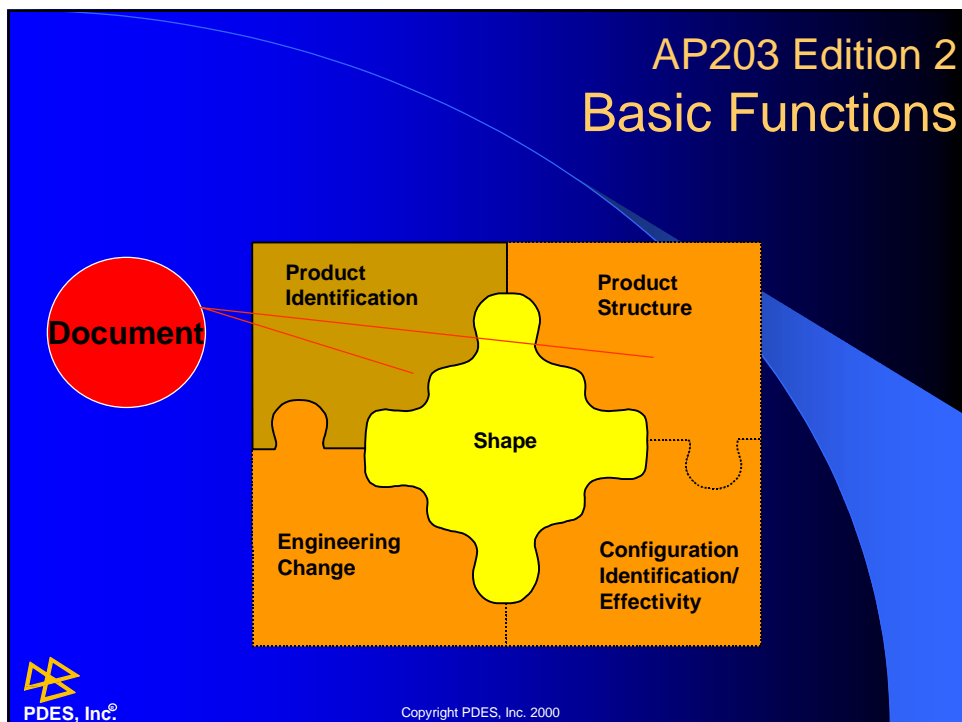 AP203 Edition 2
Basic Functions
Product
Identification
Product
Structure
Document
Shape
Engineering
Change
Configuration
Identification/
Effectivity
PDES, Inc.®
Copyright PDES, Inc. 2000